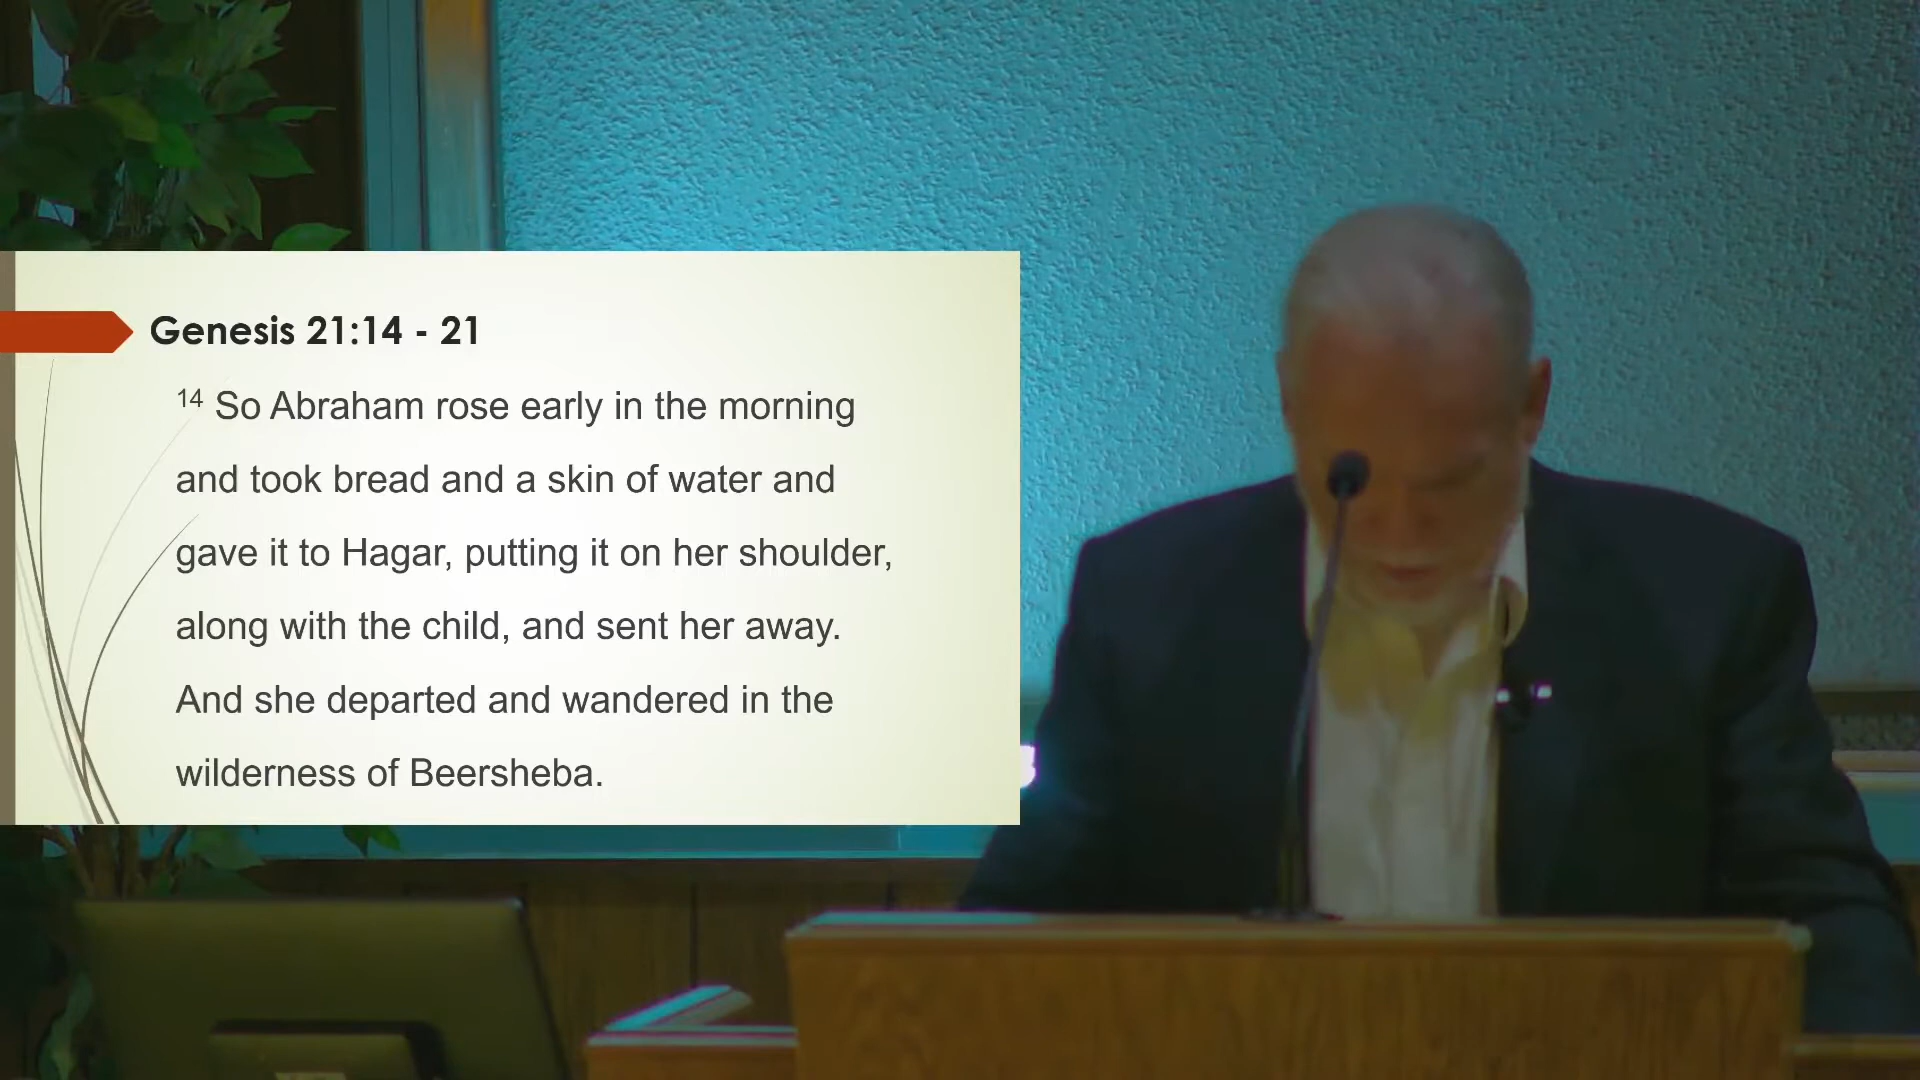 Genesis 21:14 - 21
14 So Abraham rose early in the morning
and took bread and a skin of water and
gave it to Hagar, putting it on her shoulder,
along with the child, and sent her away.
And she departed and wandered in the
wilderness of Beersheba.